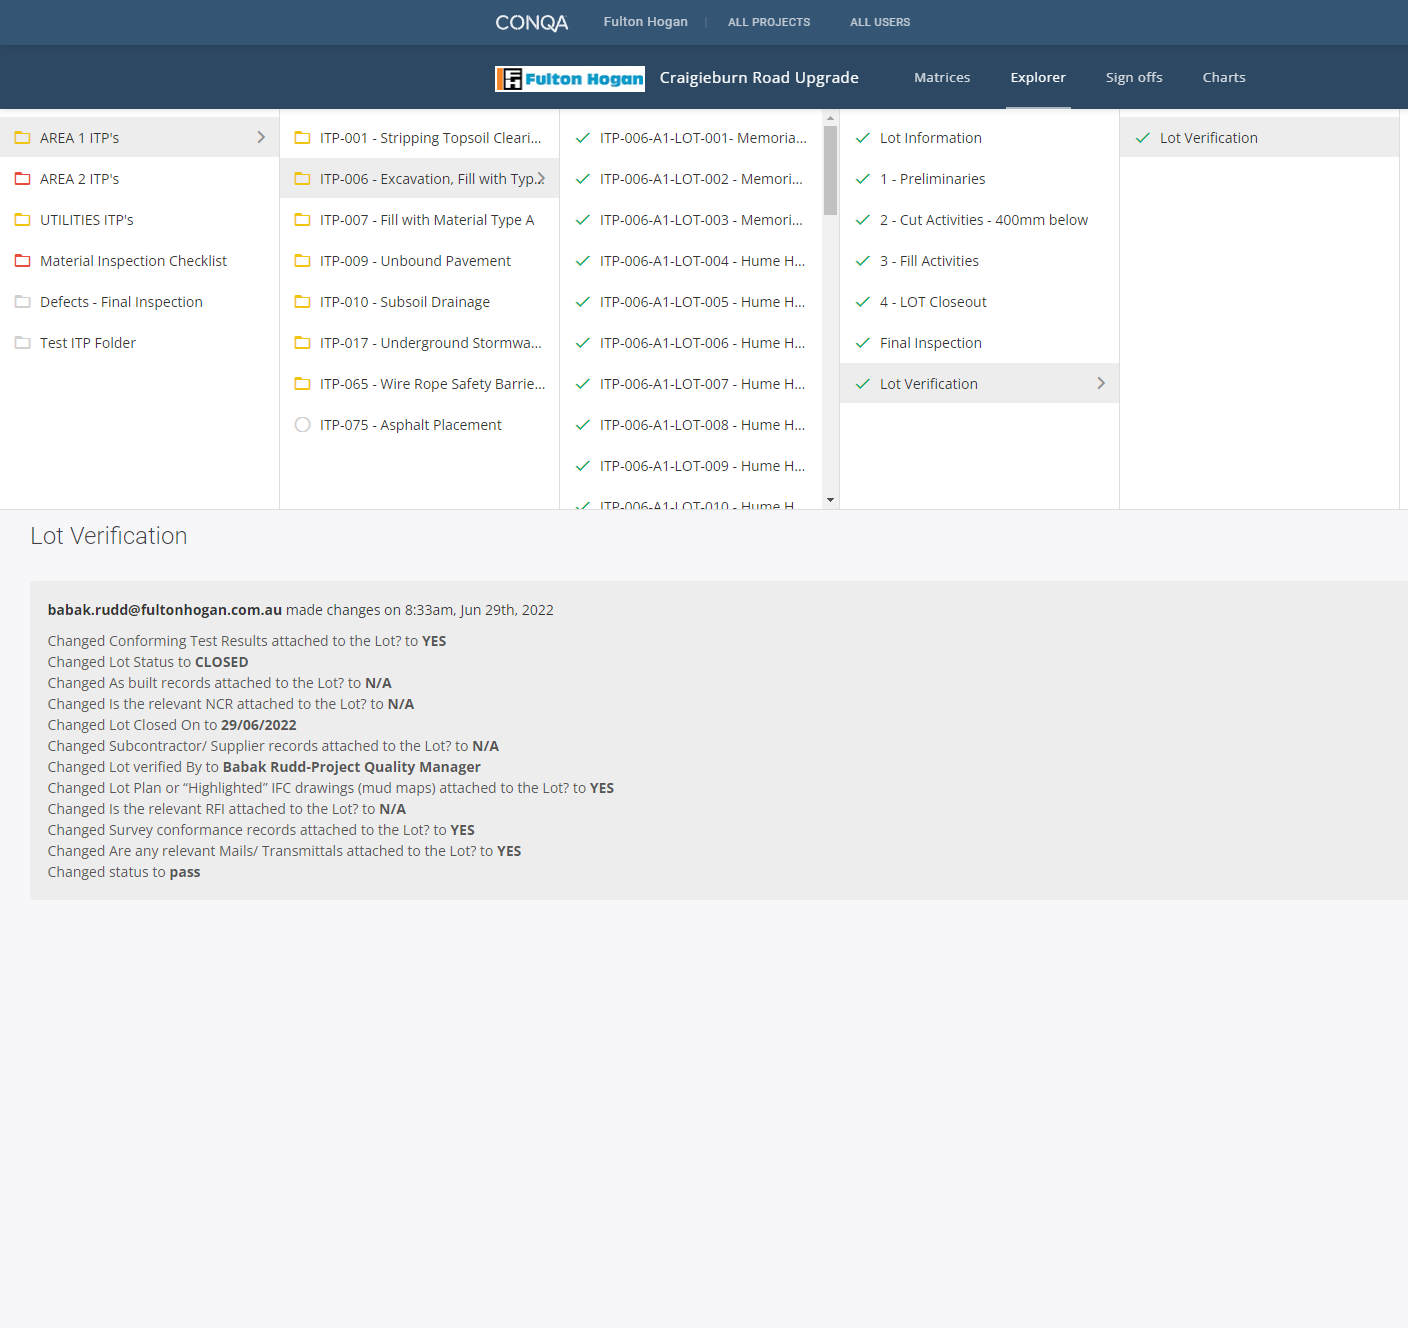 CONQA Fulton Hogan | ALL PROJECTS ALL USERS
Fulton Hogan Craigieburn Road Upgrade Matrices Explorer Sign offs Charts
AREA 1 ITP's
AREA 2 ITP's
UTILITIES ITP's
Material Inspection Checklist
Defects - Final Inspection
Test ITP Folder
ITP-001 - Stripping Topsoil Cleari...
ITP-006 - Excavation, Fill with Typ...
ITP-007 - Fill with Material Type A
ITP-009 - Unbound Pavement
ITP-010 - Subsoil Drainage
ITP-017 - Underground Stormwa...
ITP-065 - Wire Rope Safety Barrie...
ITP-075 - Asphalt Placement
ITP-006-A1-LOT-001- Memoria...
ITP-006-A1-LOT-002 - Memori...
ITP-006-A1-LOT-003 - Memori...
ITP-006-A1-LOT-004 - Hume H...
ITP-006-A1-LOT-005 - Hume H...
ITP-006-A1-LOT-006 - Hume H...
ITP-006-A1-LOT-007 - Hume H...
ITP-006-A1-LOT-008 - Hume H...
ITP-006-A1-LOT-009 - Hume H...
ITP-006-A1-LOT-010 - Hume H
Lot Information
1 - Preliminaries
2 - Cut Activities - 400mm below
3 - Fill Activities
4 - LOT Closeout
Final Inspection
Lot Verification
Lot Verification
Lot Verification
babak.rudd@fultonhogan.com.au made changes on 8:33am, Jun 29th, 2022
Changed Conforming Test Results attached to the Lot? to YES
Changed Lot Status to CLOSED
Changed As built records attached to the Lot? to N/A
Changed Is the relevant NCR attached to the Lot? to N/A
Changed Lot Closed On to 29/06/2022
Changed Subcontractor/ Supplier records attached to the Lot? to N/A
Changed Lot verified By to Babak Rudd-Project Quality Manager
Changed Lot Plan or “Highlighted” IFC drawings (mud maps) attached to the Lot? to YES
Changed Is the relevant RFI attached to the Lot? to N/A
Changed Survey conformance records attached to the Lot? to YES
Changed Are any relevant Mails/ Transmittals attached to the Lot? to YES
Changed status to pass